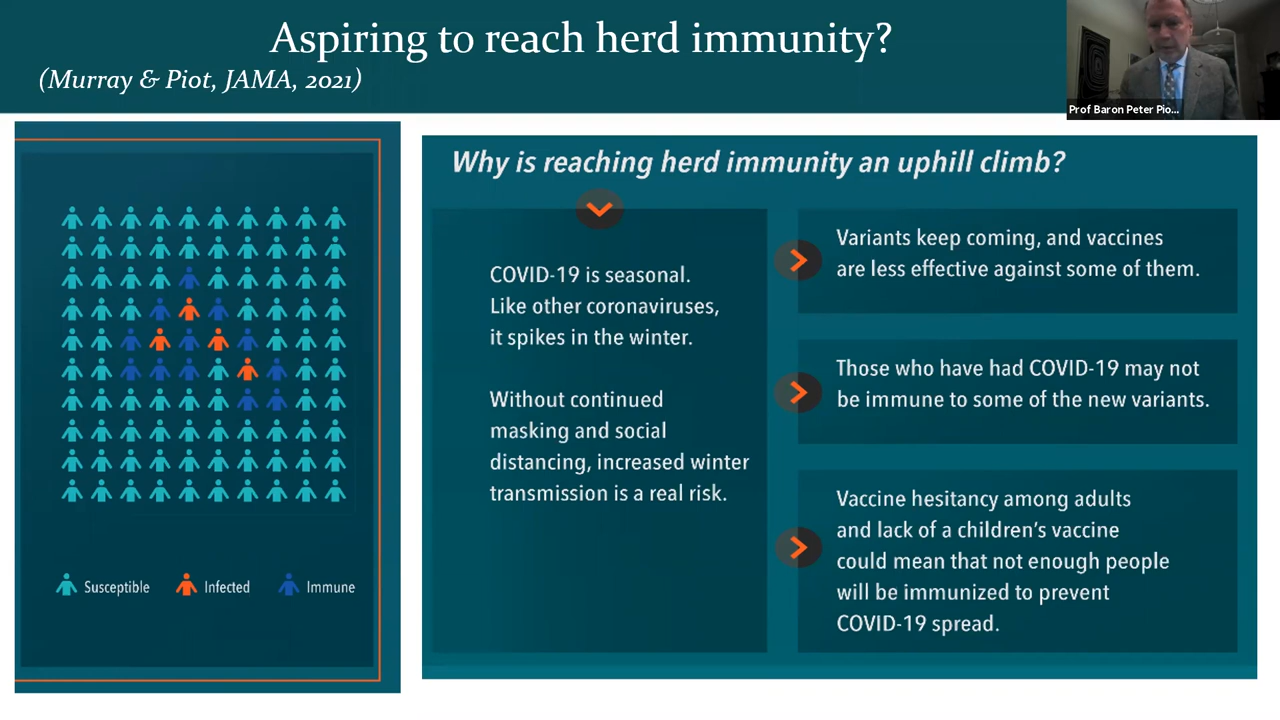 Aspiring to reach herd immunity?
(Murray & Piot, JAMA, 2021)
Prof Baron Peter Pio...
Why is reaching herd immunity an uphill climb?
COVID-19 is seasonal.
Like other coronaviruses,
it spikes in the winter.
Without continued
masking and social
distancing, increased winter
transmission is a real risk.
Variants keep coming, and vaccines
are less effective against some of them.
Those who have had COVID-19 may not
be immune to some of the new variants.
Vaccine hesitancy among adults
and lack of a children’s vaccine
could mean that not enough people
will be immunized to prevent
COVID-19 spread.
Susceptible
Infected
Immune